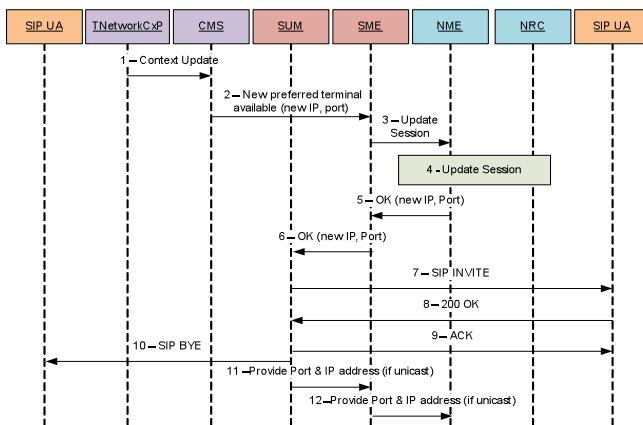 SIP UA
TNetworkCxP
CMS
SUM
SME
NME
NRC
SIP UA
1 – Context Update
2 – New preferred terminal
available (new IP, port)
3 – Update
Session
4 - Update Session
5 – OK (new IP, Port)
6 – OK (new IP, Port)
7 – SIP INVITE
8 – 200 OK
9 – ACK
10 – SIP BYE
11 – Provide Port & IP address (if unicast)
12 – Provide Port & IP address (if unicast)